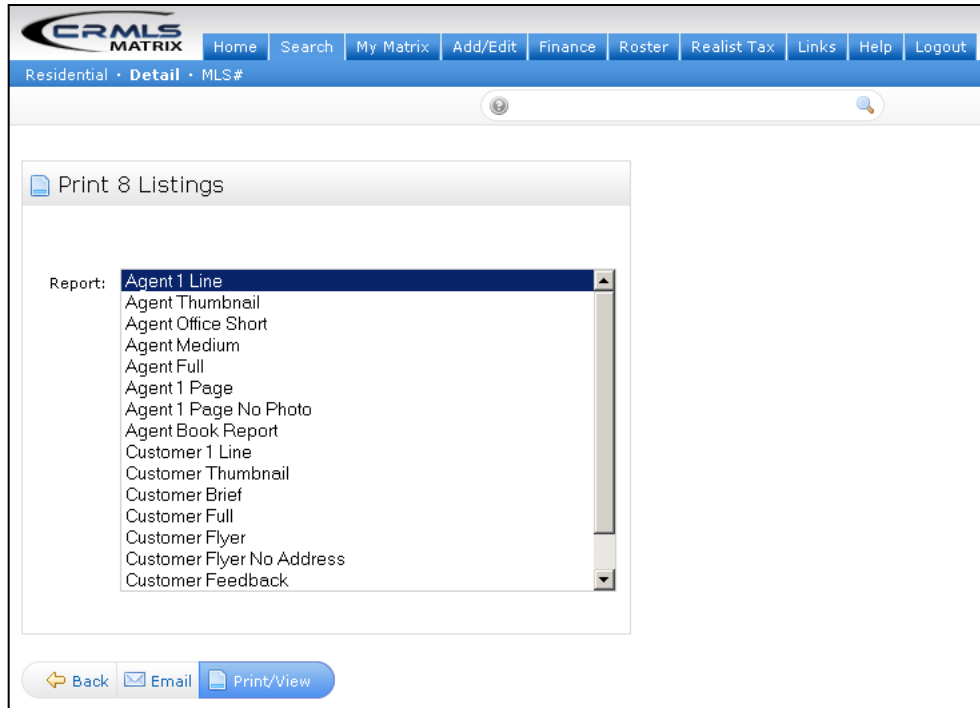 CRMLS
MATRIX
Home Search My Matrix Add/Edit Finance Roster Realist Tax Links Help Logout
Residential · Detail · MLS#
Print 8 Listings
Report:
Agent 1 Line
Agent Thumbnail
Agent Office Short
Agent Medium
Agent Full
Agent 1 Page
Agent 1 Page No Photo
Agent Book Report
Customer 1 Line
Customer Thumbnail
Customer Brief
Customer Full
Customer Flyer
Customer Flyer No Address
Customer Feedback
Back Email Print/View